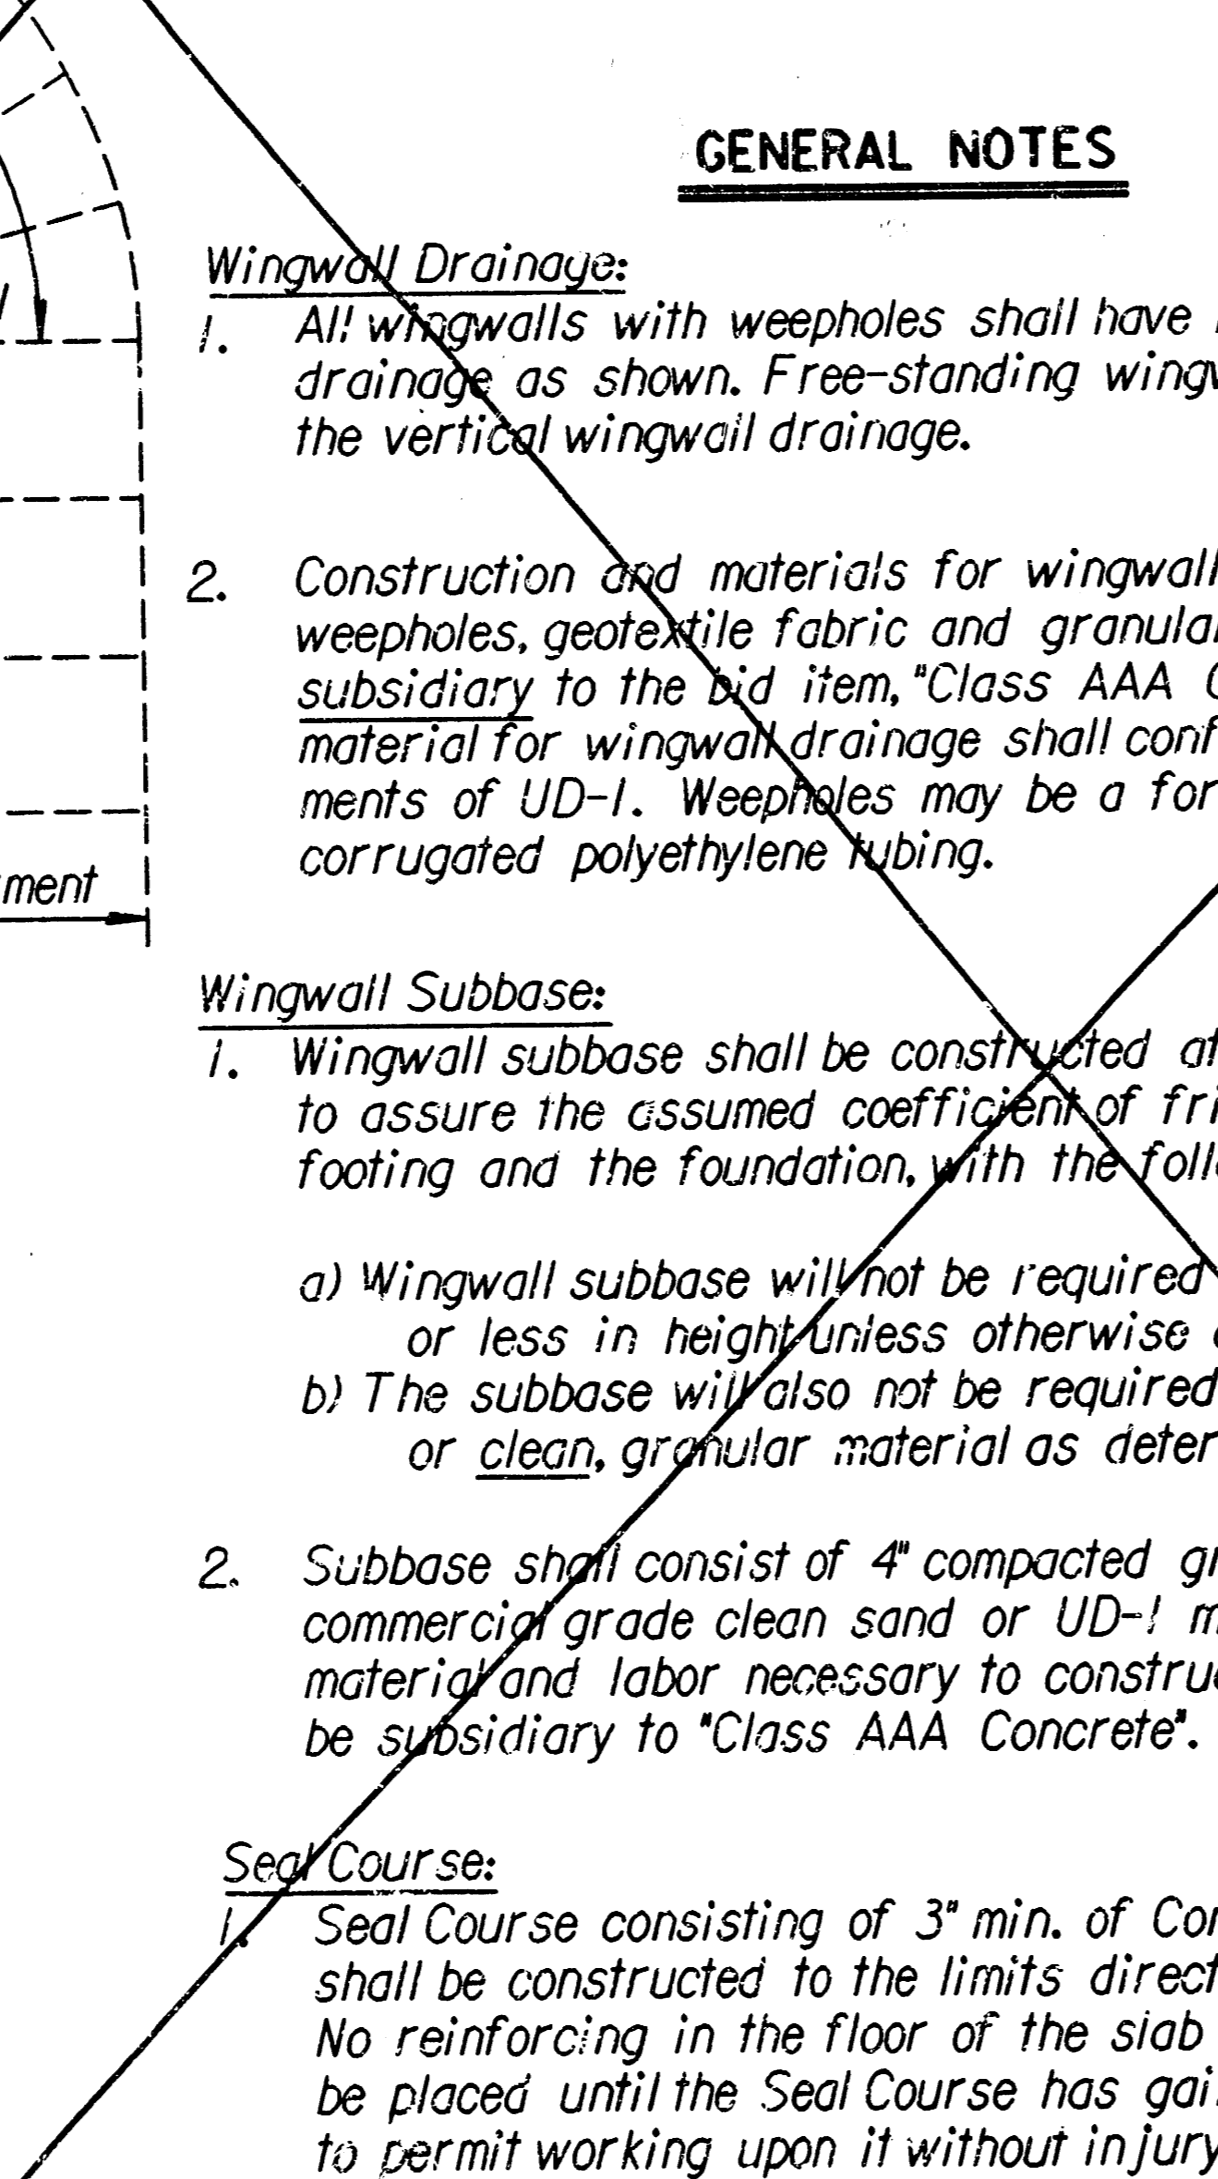 GENERAL NOTES
Wingwall Drainage:
1. All wingwalls with weepholes shall have
drainage as shown. Free-standing wingw
the vertical wingwall drainage.
2. Construction and materials for wingwall
weepholes, geotextile fabric and granular
subsidiary to the bid item, "Class AAA C
material for wingwall drainage shall conf
ments of UD-1. Weepholes may be a for
corrugated polyethylene tubing.
ment
Wingwall Subbase:
1. Wingwall subbase shall be constructed at
to assure the assumed coefficient of fri
footing and the foundation, with the foll
a) Wingwall subbase will not be required
or less in height unless otherwise
b) The subbase will also not be required
or clean, granular material as deter
2. Subbase shall consist of 4" compacted gr
commercial grade clean sand or UD-1 m
material and labor necessary to construc
be subsidiary to "Class AAA Concrete".
Seal Course:
1. Seal Course consisting of 3" min. of Con
shall be constructed to the limits direct
No reinforcing in the floor of the slab
be placed until the Seal Course has gai
to permit working upon it without injury